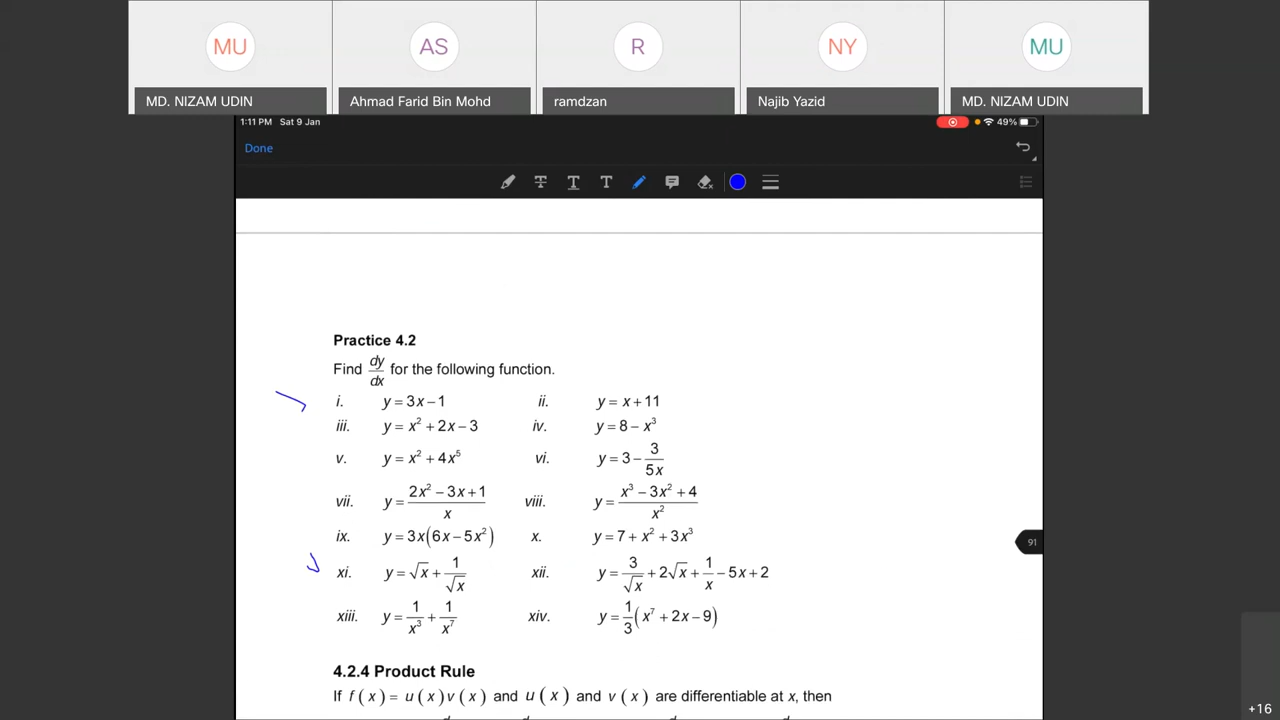 MU AS R NY MU
MD. NIZAM UDIN Ahmad Farid Bin Mohd ramdzan Najib Yazid MD. NIZAM UDIN
1:11 PM Sat 9 Jan 49%
Done
T T T
Practice 4.2
Find dy/dx for the following function.
i. y = 3x − 1 ii. y = x + 11
iii. y = x² + 2x − 3 iv. y = 8 − x³
v. y = x² + 4x⁵ vi. y = 3 − 3/5x
vii. y = (2x² − 3x + 1)/x viii. y = (x³ − 3x² + 4)/x²
ix. y = 3x(6x − 5x²) x. y = 7 + x² + 3x³
91
xi. y = √x + 1/√x xii. y = 3/√x + 2√x + 1/x − 5x + 2
xiii. y = 1/x³ + 1/x⁷ xiv. y = 1/3(x⁷ + 2x − 9)
4.2.4 Product Rule
If f(x) = u(x)v(x) and u(x) and v(x) are differentiable at x, then
+16